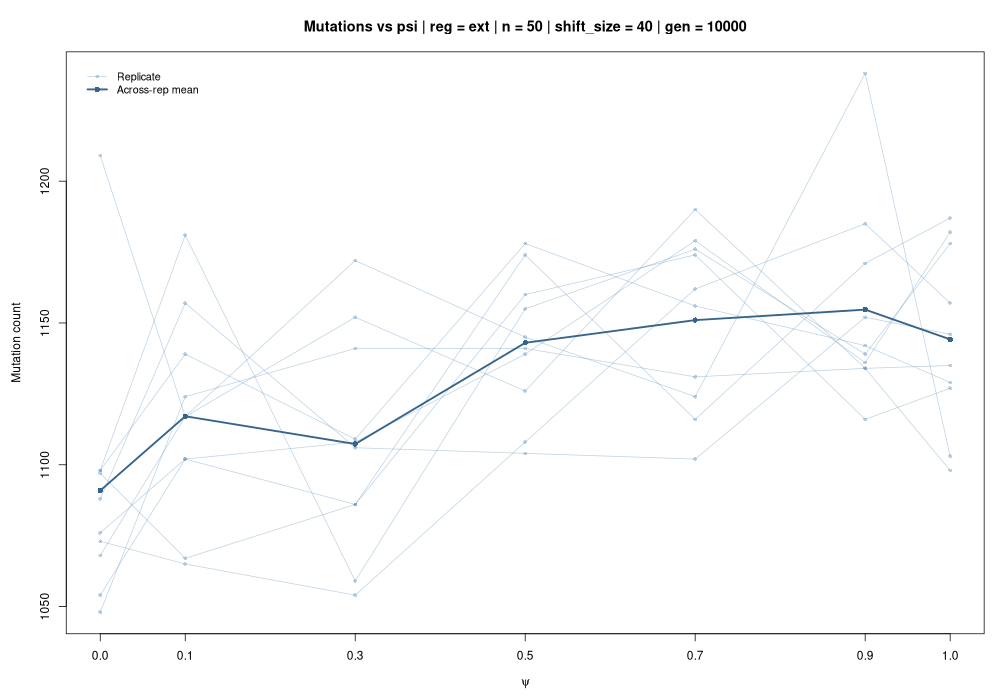 Mutations vs psi | reg = ext | n = 50 | shift_size = 40 | gen = 10000
Replicate
Across-rep mean
Mutation count
1200
1150
1100
1050
0.0 0.1 0.3 0.5 0.7 0.9 1.0
ψ